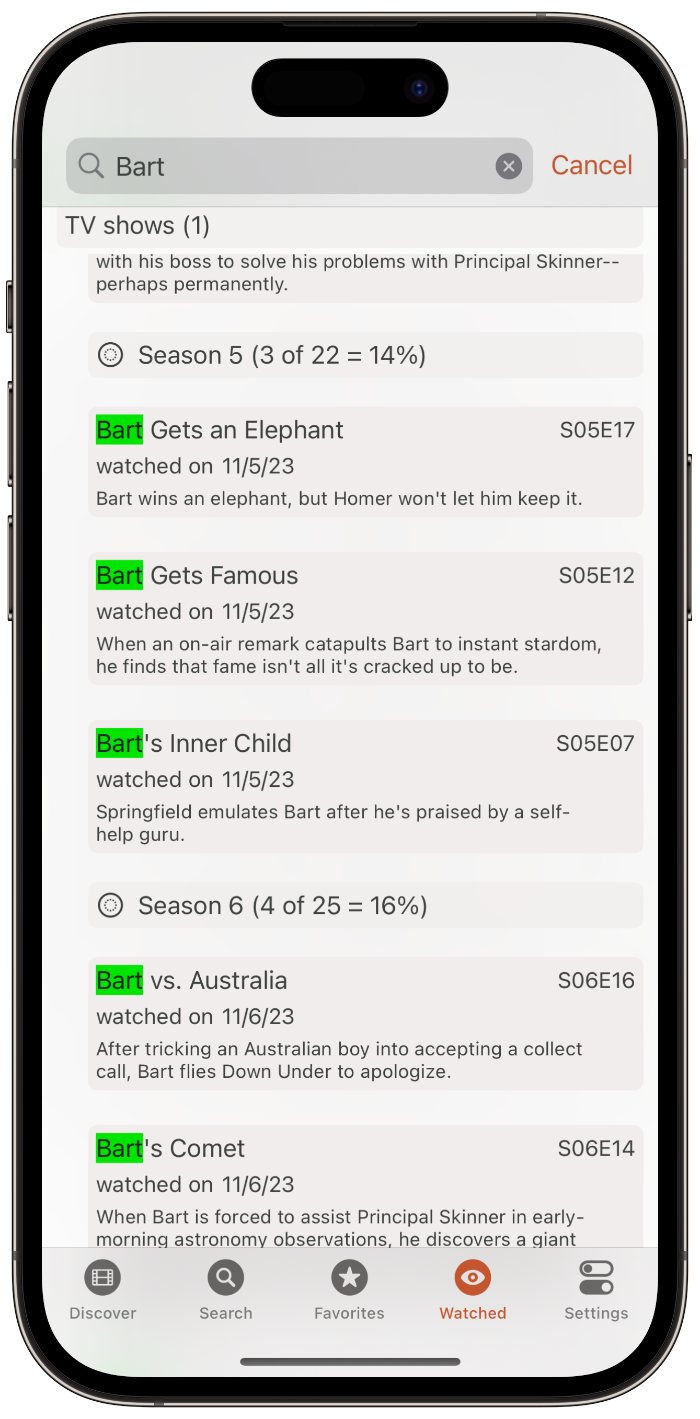 Bart
Cancel
TV shows (1)
with his boss to solve his problems with Principal Skinner--
perhaps permanently.
Season 5 (3 of 22 = 14%)
Bart Gets an Elephant S05E17
watched on 11/5/23
Bart wins an elephant, but Homer won't let him keep it.
Bart Gets Famous S05E12
watched on 11/5/23
When an on-air remark catapults Bart to instant stardom,
he finds that fame isn't all it's cracked up to be.
Bart's Inner Child S05E07
watched on 11/5/23
Springfield emulates Bart after he's praised by a self-
help guru.
Season 6 (4 of 25 = 16%)
Bart vs. Australia S06E16
watched on 11/6/23
After tricking an Australian boy into accepting a collect
call, Bart flies Down Under to apologize.
Bart's Comet S06E14
watched on 11/6/23
When Bart is forced to assist Principal Skinner in early-
morning astronomy observations, he discovers a giant
Discover Search Favorites Watched Settings